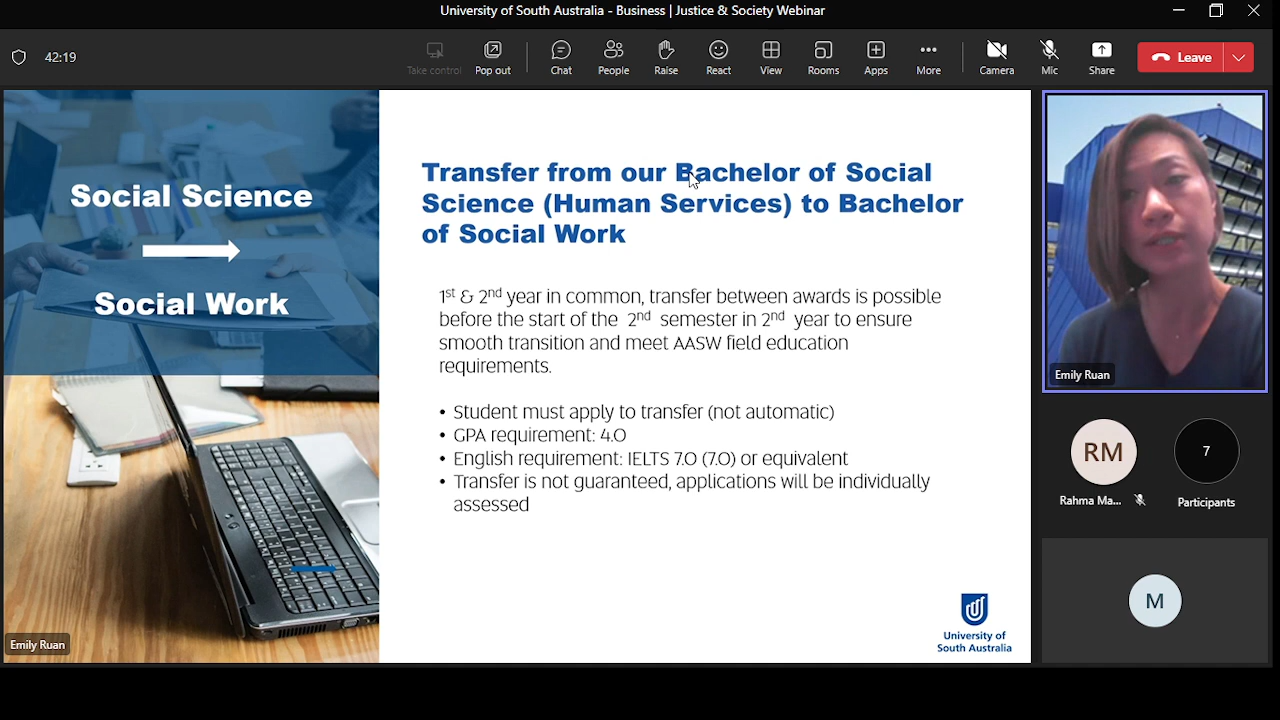 University of South Australia - Business | Justice & Society Webinar
42:19
Take control
Pop out
Chat
People
Raise
React
View
Rooms
Apps
More
Camera
Mic
Share
Leave
Social Science
Social Work
Transfer from our Bachelor of Social
Science (Human Services) to Bachelor
of Social Work
1st & 2nd year in common, transfer between awards is possible
before the start of the 2nd semester in 2nd year to ensure
smooth transition and meet AASW field education
requirements.
• Student must apply to transfer (not automatic)
• GPA requirement: 4.0
• English requirement: IELTS 7.0 (7.0) or equivalent
• Transfer is not guaranteed, applications will be individually
assessed
University of
South Australia
Emily Ruan
Emily Ruan
RM
Rahma Ma...
7
Participants
M